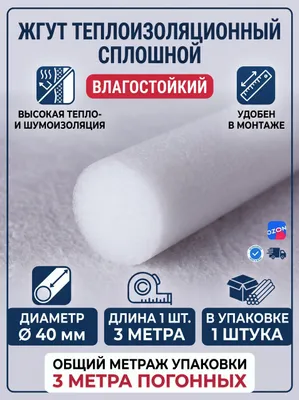 ЖГУТ ТЕПЛОИЗОЛЯЦИОННЫЙ
СПЛОШНОЙ
ВЛАГОСТОЙКИЙ
ВЫСОКАЯ ТЕПЛО-
И ШУМОИЗОЛЯЦИЯ
УДОБЕН
В МОНТАЖЕ
OZON
ДИАМЕТР
Ø 40 мм
ДЛИНА 1 ШТ.
3 МЕТРА
В УПАКОВКЕ
1 ШТУКА
ОБЩИЙ МЕТРАЖ УПАКОВКИ
3 МЕТРА ПОГОННЫХ